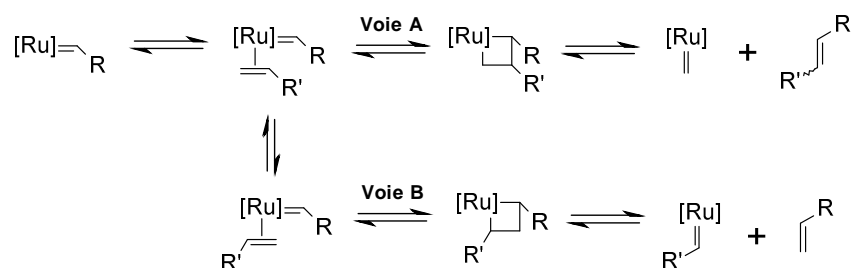 [Ru] R [Ru] R R' Voie A [Ru] R R' [Ru] + R R'
[Ru] R R' Voie B [Ru] R R' [Ru] R' + R